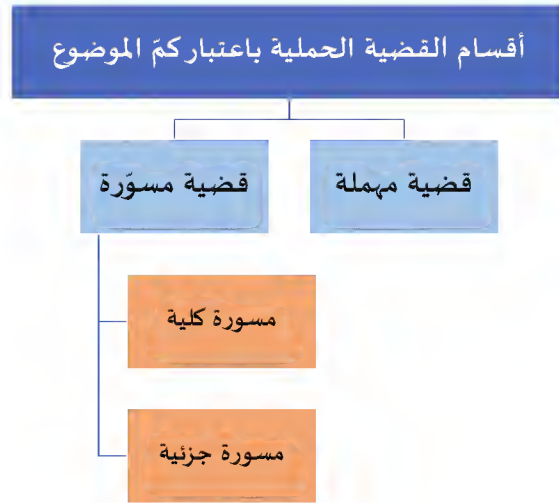 أقسام القضية الحملية باعتبار كمّ الموضوع
قضية مهملة
قضية مسوّرة
مسورة كلية
مسورة جزئية